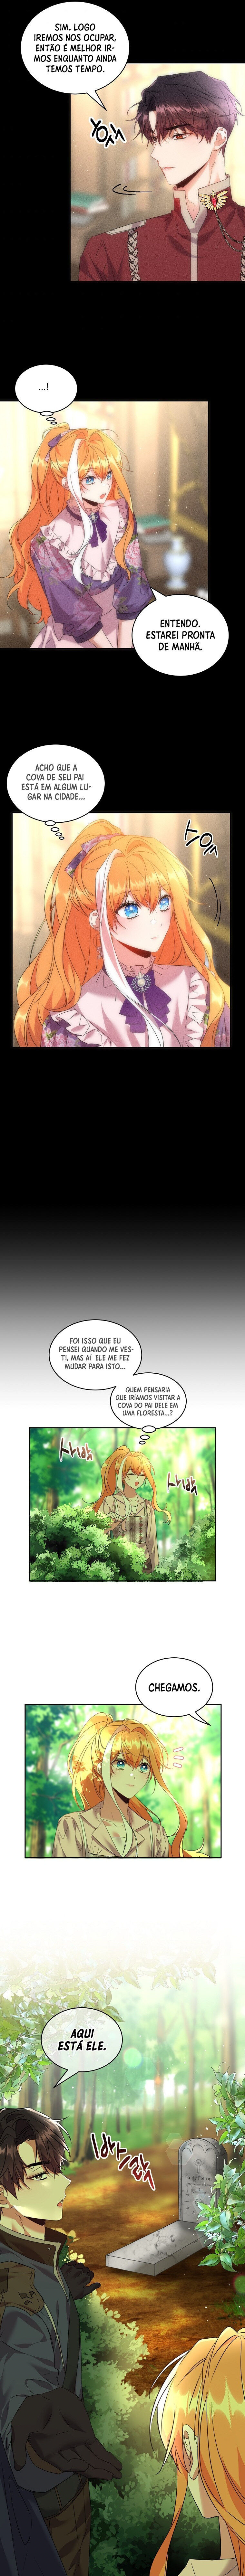 SIM. LOGO
IREMOS NOS OCUPAR,
ENTÃO É MELHOR IR-
MOS ENQUANTO AINDA
TEMOS TEMPO.
...!
ENTENDO.
ESTAREI PRONTA
DE MANHÃ.
ACHO QUE A
COVA DE SEU PAI
ESTÁ EM ALGUM LU-
GAR NA CIDADE...
FOI ISSO QUE EU
PENSEI QUANDO ME VES-
TI, MAS AÍ ELE ME FEZ
MUDAR PARA ISTO...
QUEM PENSARIA
QUE IRÍAMOS VISITAR A
COVA DO PAI DELE EM
UMA FLORESTA...?
CHEGAMOS.
AQUI
ESTÁ ELE.